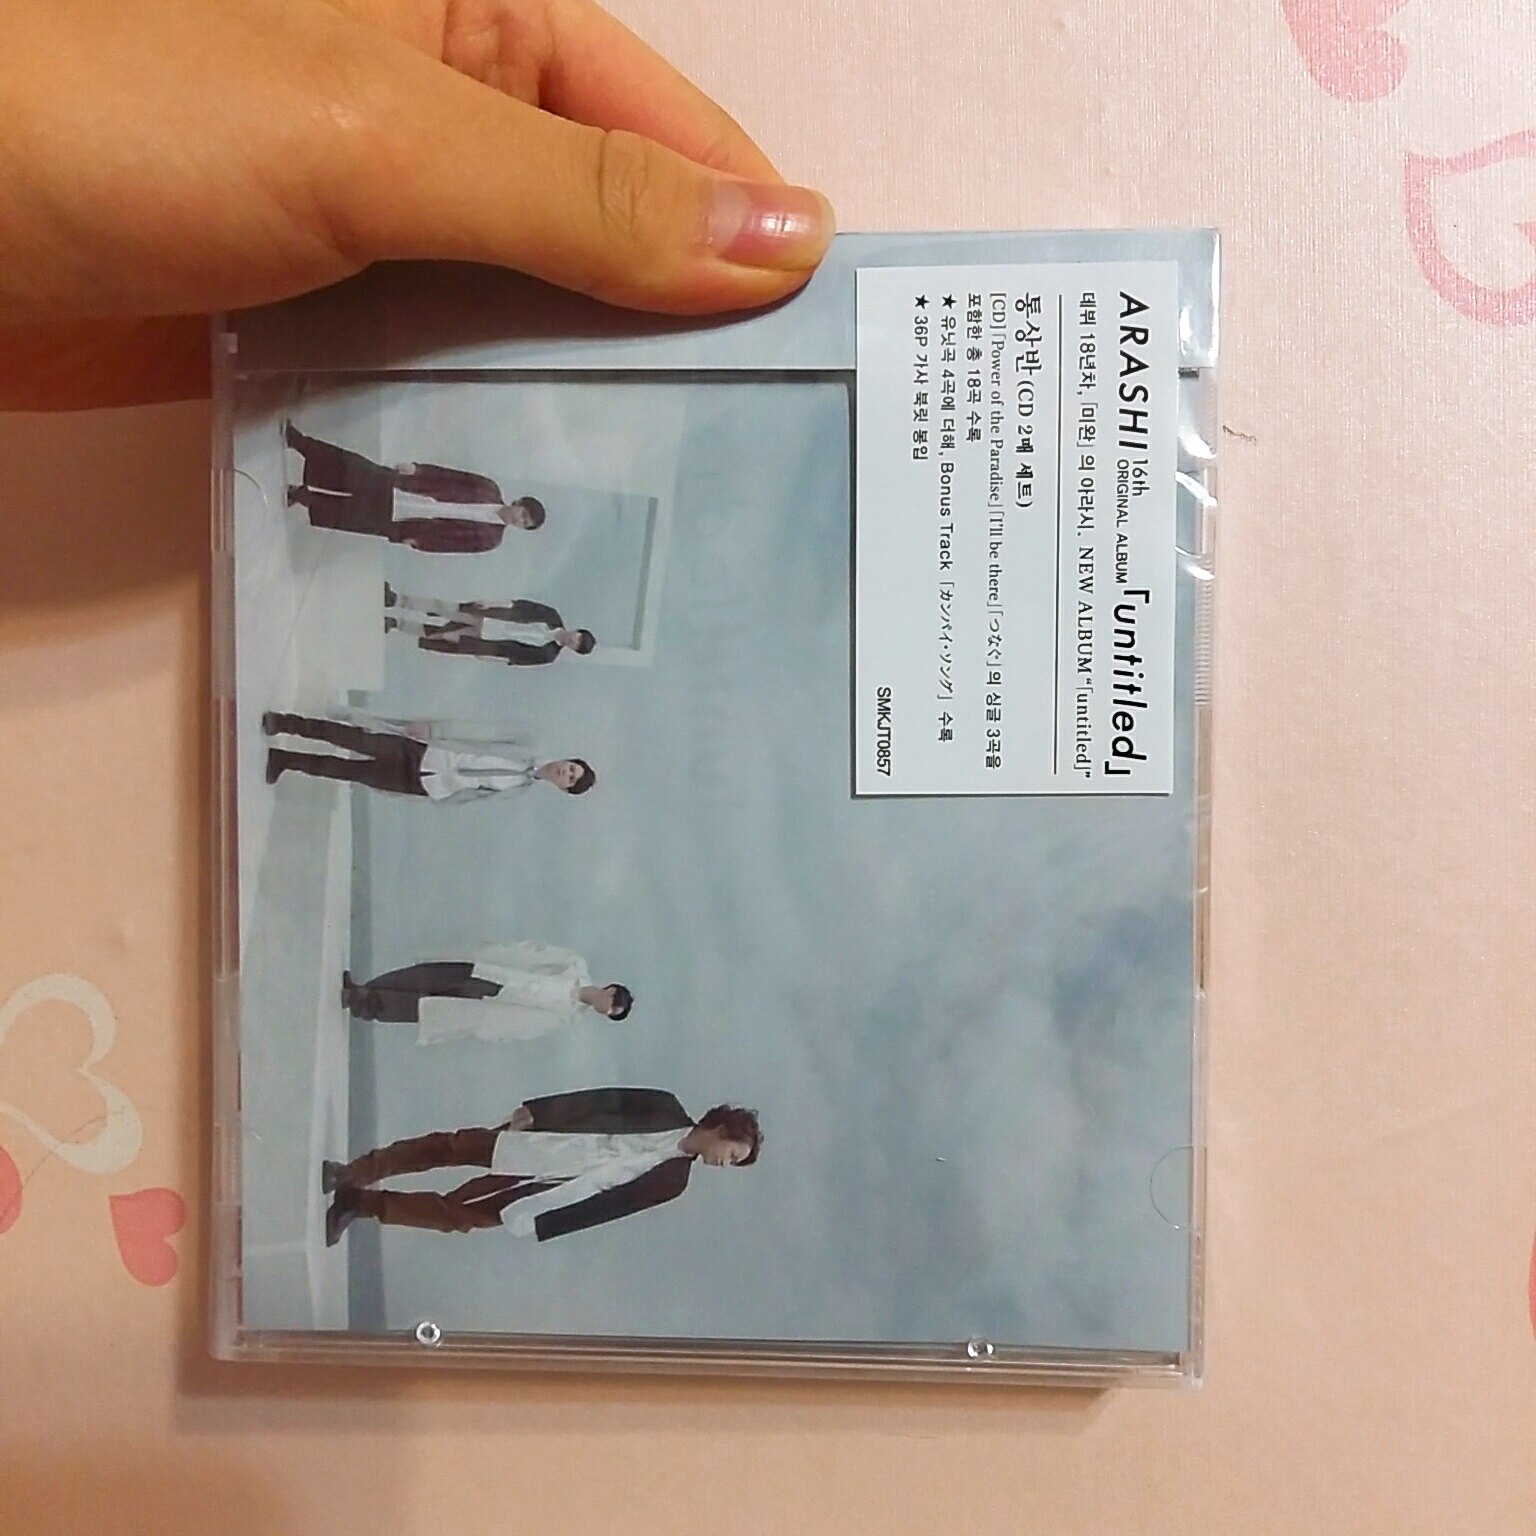 ARASHI 16th ORIGINAL ALBUM 「untitled」
데뷔 18년차, 「미완」의 아라시. NEW ALBUM “「untitled」”
통상반 (CD 2매 세트)
[CD] 「Power of the Paradise」「I'll be there」「つなぐ」의 싱글 3곡을
포함한 총 18곡 수록
★ 유닛곡 4곡에 더해, Bonus Track 「カンパイ・ソング」 수록
★ 36P 가사 북릿 봉입
SMKJT0857